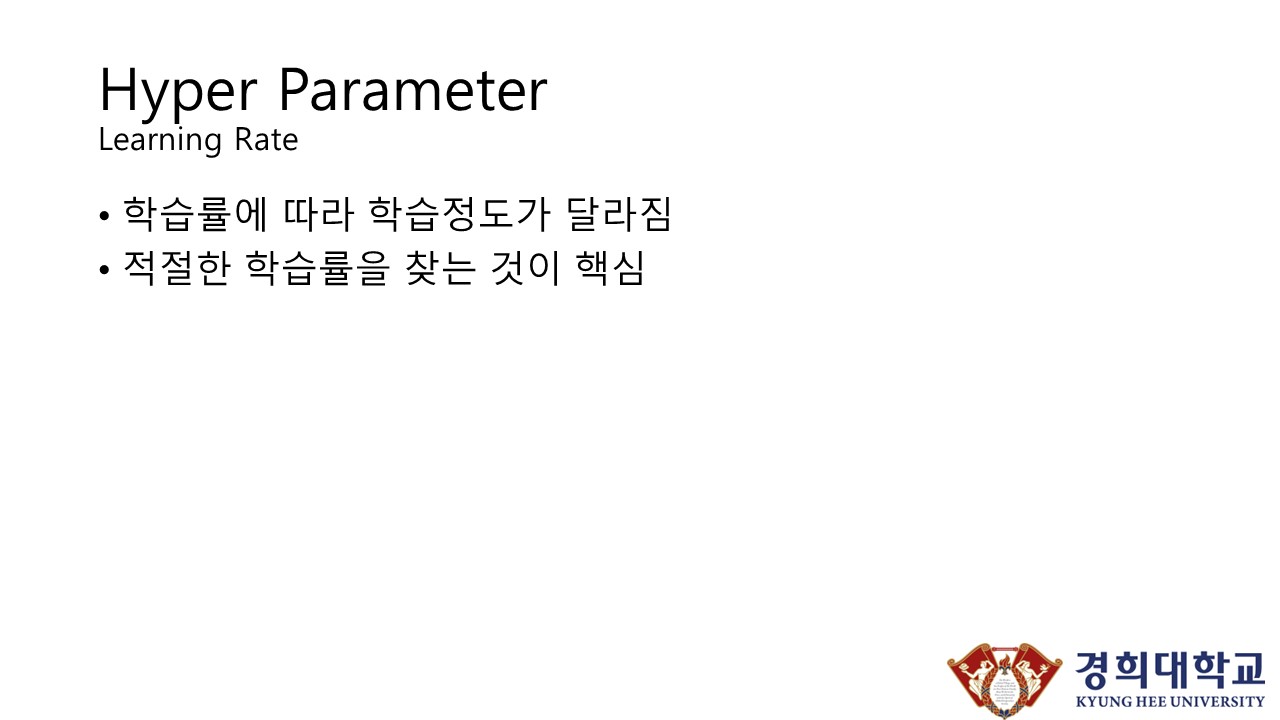 Hyper Parameter
Learning Rate
• 학습률에 따라 학습정도가 달라짐
• 적절한 학습률을 찾는 것이 핵심
경희대학교
KYUNG HEE UNIVERSITY